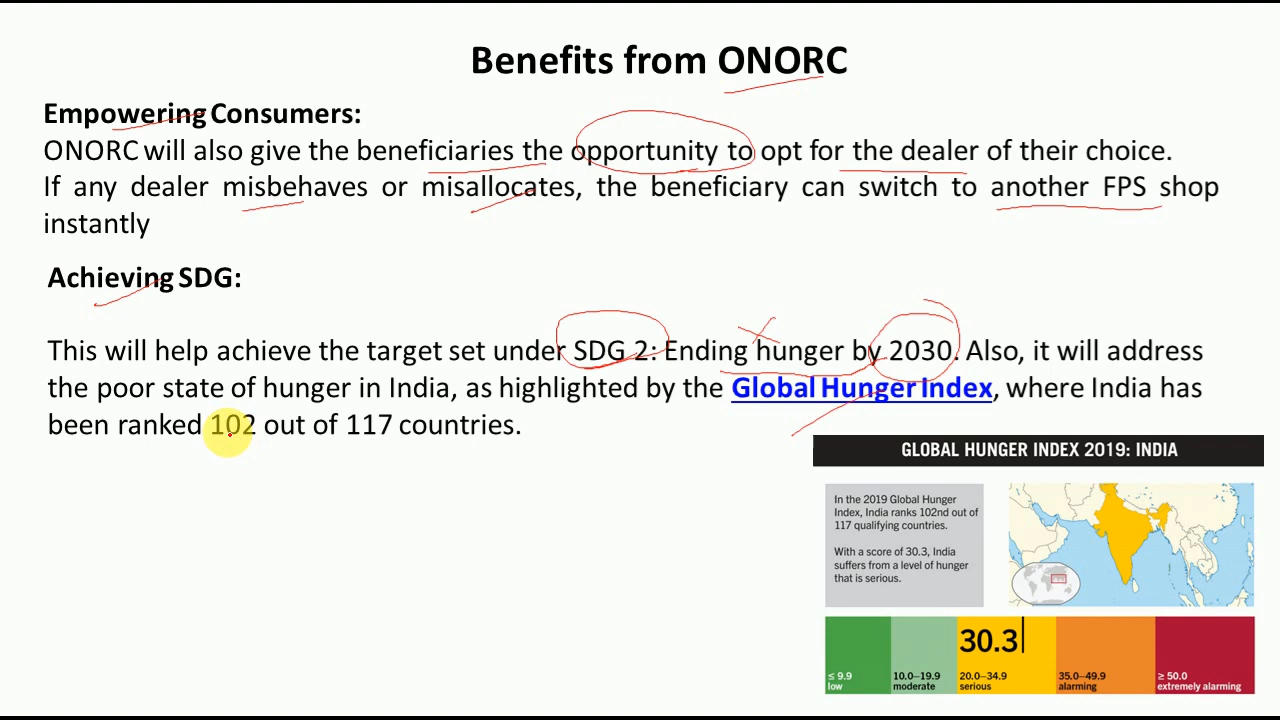 Benefits from ONORC
Empowering Consumers:
ONORC will also give the beneficiaries the opportunity to opt for the dealer of their choice.
If any dealer misbehaves or misallocates, the beneficiary can switch to another FPS shop
instantly
Achieving SDG:
This will help achieve the target set under SDG 2: Ending hunger by 2030. Also, it will address
the poor state of hunger in India, as highlighted by the Global Hunger Index, where India has
been ranked 102 out of 117 countries.
GLOBAL HUNGER INDEX 2019: INDIA
In the 2019 Global Hunger
Index, India ranks 102nd out of
117 qualifying countries.
With a score of 30.3, India
suffers from a level of hunger
that is serious.
30.3
≤ 9.9 10.0–19.9 20.0–34.9 35.0–49.9 ≥ 50.0
low moderate serious alarming extremely alarming